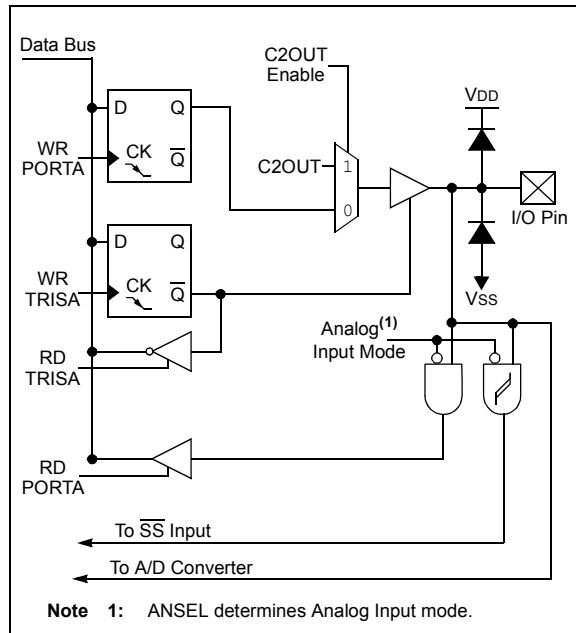 Data Bus
C2OUT
Enable
VDD
D Q
WR
PORTA
CK
Q
C2OUT
1
0
I/O Pin
D Q
WR
TRISA
CK
Q
VSS
Analog(1)
Input Mode
RD
TRISA
RD
PORTA
To SS Input
To A/D Converter
Note 1: ANSEL determines Analog Input mode.